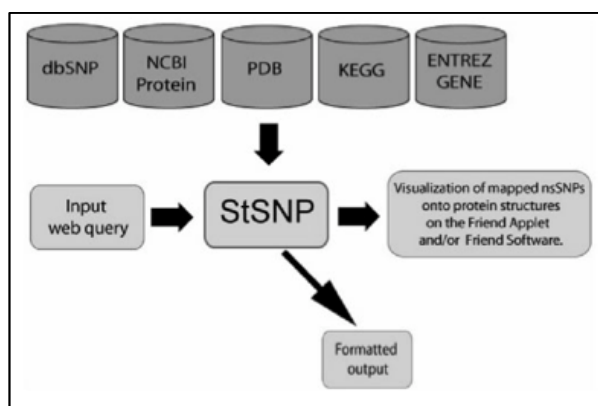 dbSNP
NCBI
Protein
PDB
KEGG
ENTREZ
GENE
Input
web query
StSNP
Visualization of mapped nsSNPs
onto protein structures
on the Friend Applet
and/or Friend Software.
Formatted
output